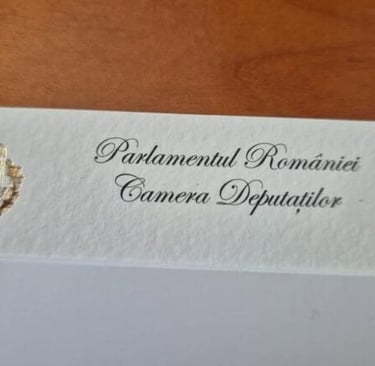 Parlamentul României
Camera Deputaților